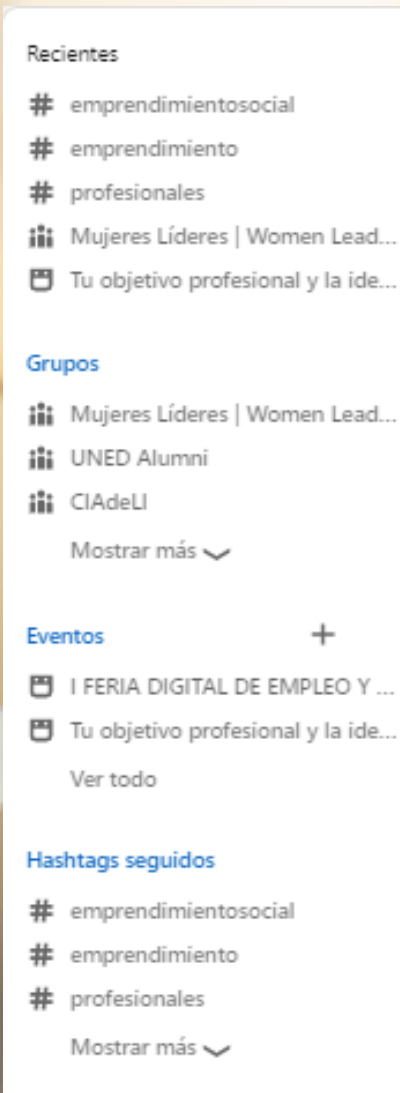 Recientes
# emprendimientosocial
# emprendimiento
# profesionales
Mujeres Líderes | Women Lead...
Tu objetivo profesional y la ide...
Grupos
Mujeres Líderes | Women Lead...
UNED Alumni
CIAdeLI
Mostrar más
Eventos +
I FERIA DIGITAL DE EMPLEO Y ...
Tu objetivo profesional y la ide...
Ver todo
Hashtags seguidos
# emprendimientosocial
# emprendimiento
# profesionales
Mostrar más